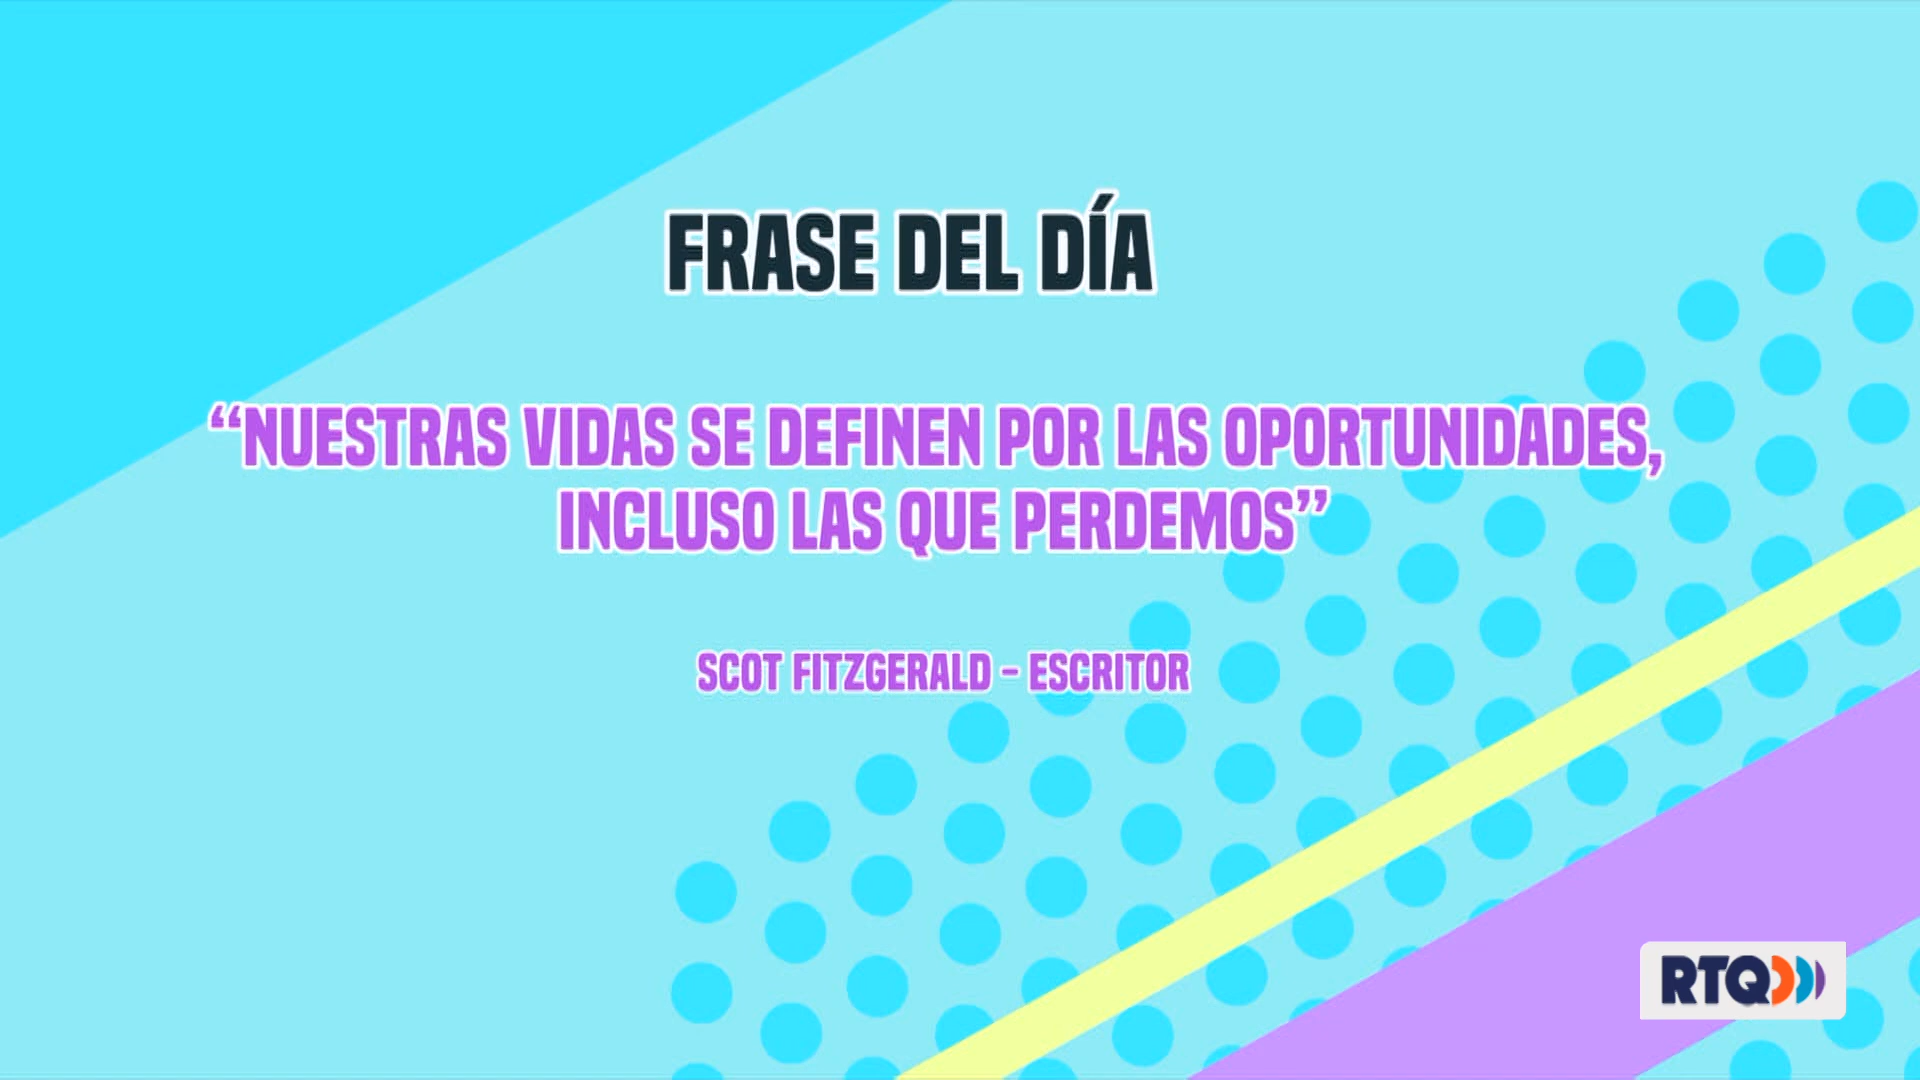 FRASE DEL DÍA
“NUESTRAS VIDAS SE DEFINEN POR LAS OPORTUNIDADES,
INCLUSO LAS QUE PERDEMOS”
SCOT FITZGERALD – ESCRITOR
RTQ